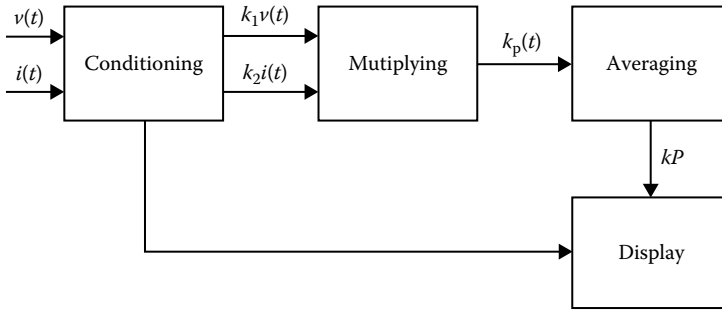 v(t)
i(t)
Conditioning
k₁v(t)
k₂i(t)
Mutiplying
kₚ(t)
Averaging
kP
Display